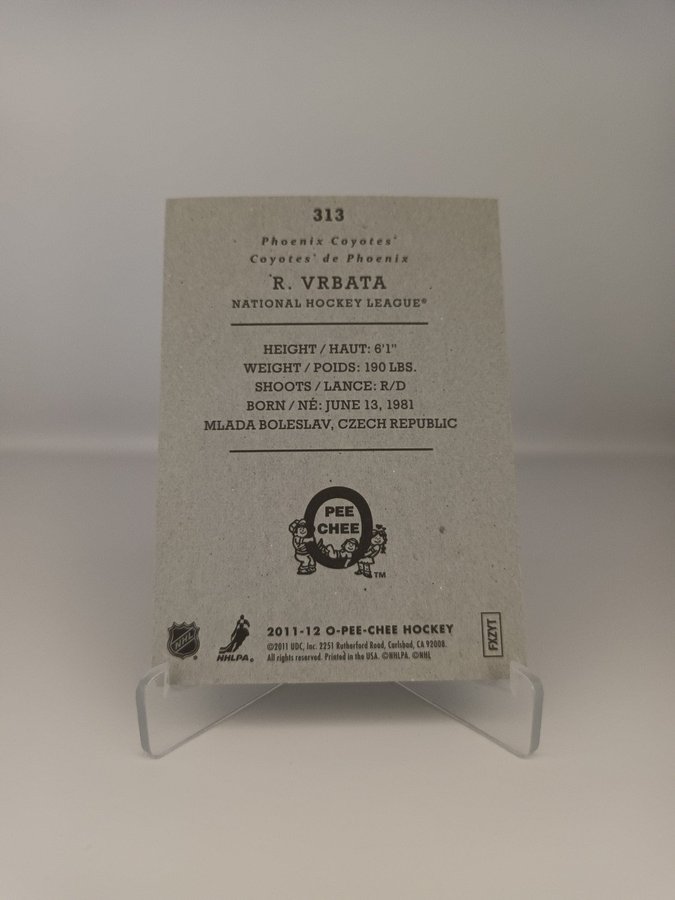 313
Phoenix Coyotes®
Coyotes® de Phoenix
R. VRBATA
NATIONAL HOCKEY LEAGUE®
HEIGHT / HAUT: 6'1"
WEIGHT / POIDS: 190 LBS.
SHOOTS / LANCE: R/D
BORN / NÉ: JUNE 13, 1981
MLADA BOLESLAV, CZECH REPUBLIC
O
PEE
CHEE
TM
NHL
®
NHLPA®
2011-12 O-PEE-CHEE HOCKEY
©2011 UDC, Inc. 2251 Rutherford Road, Carlsbad, CA 92008.
All rights reserved. Printed in the USA. ©NHLPA. ©NHL
FXZYT